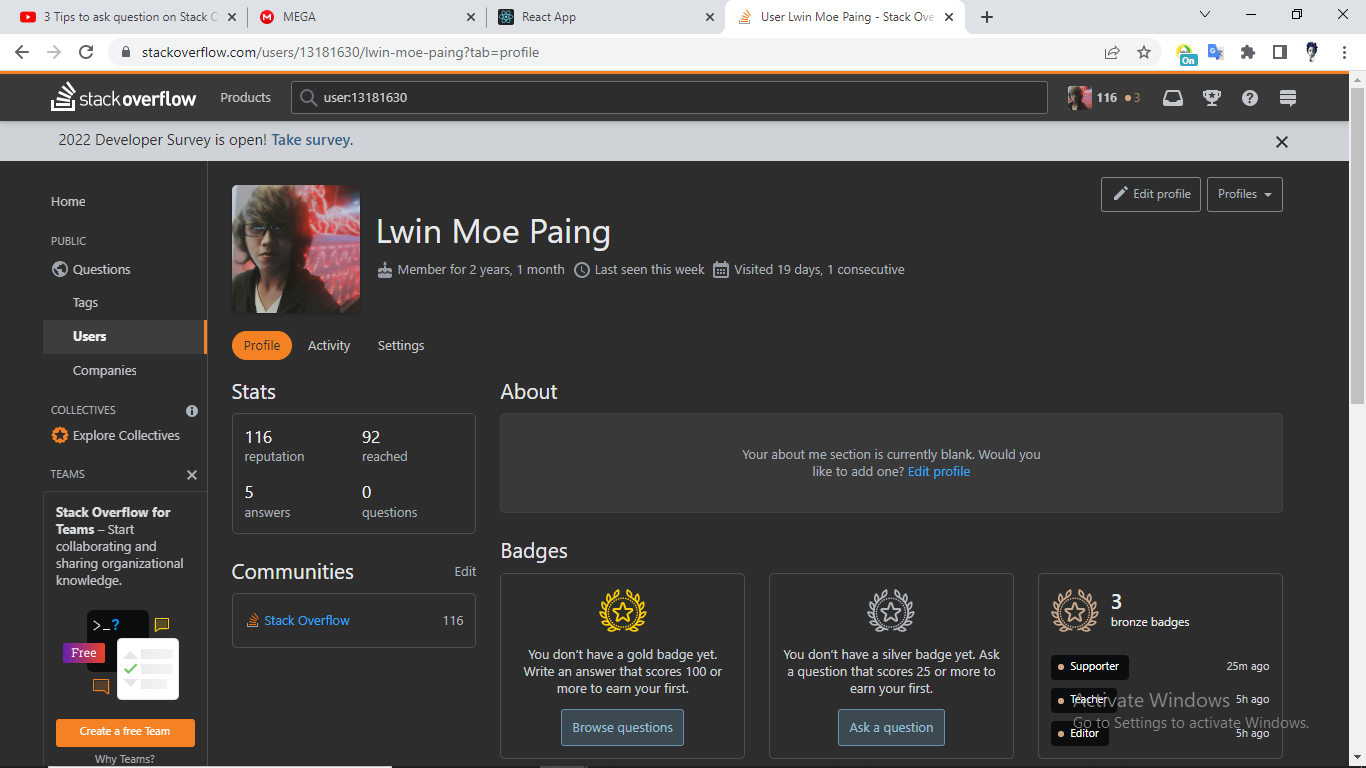 3 Tips to ask question on Stack O
MEGA
React App
User Lwin Moe Paing - Stack Ove
stackoverflow.com/users/13181630/lwin-moe-paing?tab=profile
On
stackoverflow
Products
user:13181630
116 3
2022 Developer Survey is open! Take survey.
Home
PUBLIC
Questions
Tags
Users
Companies
COLLECTIVES
Explore Collectives
TEAMS
Stack Overflow for
Teams – Start
collaborating and
sharing organizational
knowledge.
>_?
Free
Create a free Team
Why Teams?
Edit profile
Profiles
Lwin Moe Paing
Member for 2 years, 1 month
Last seen this week
Visited 19 days, 1 consecutive
Profile
Activity
Settings
Stats
116
reputation
92
reached
5
answers
0
questions
Communities
Edit
Stack Overflow
116
About
Your about me section is currently blank. Would you
like to add one? Edit profile
Badges
You don't have a gold badge yet.
Write an answer that scores 100 or
more to earn your first.
Browse questions
You don't have a silver badge yet. Ask
a question that scores 25 or more to
earn your first.
Ask a question
3
bronze badges
Supporter
25m ago
Teacher
5h ago
Editor
5h ago
Activate Windows
Go to Settings to activate Windows.